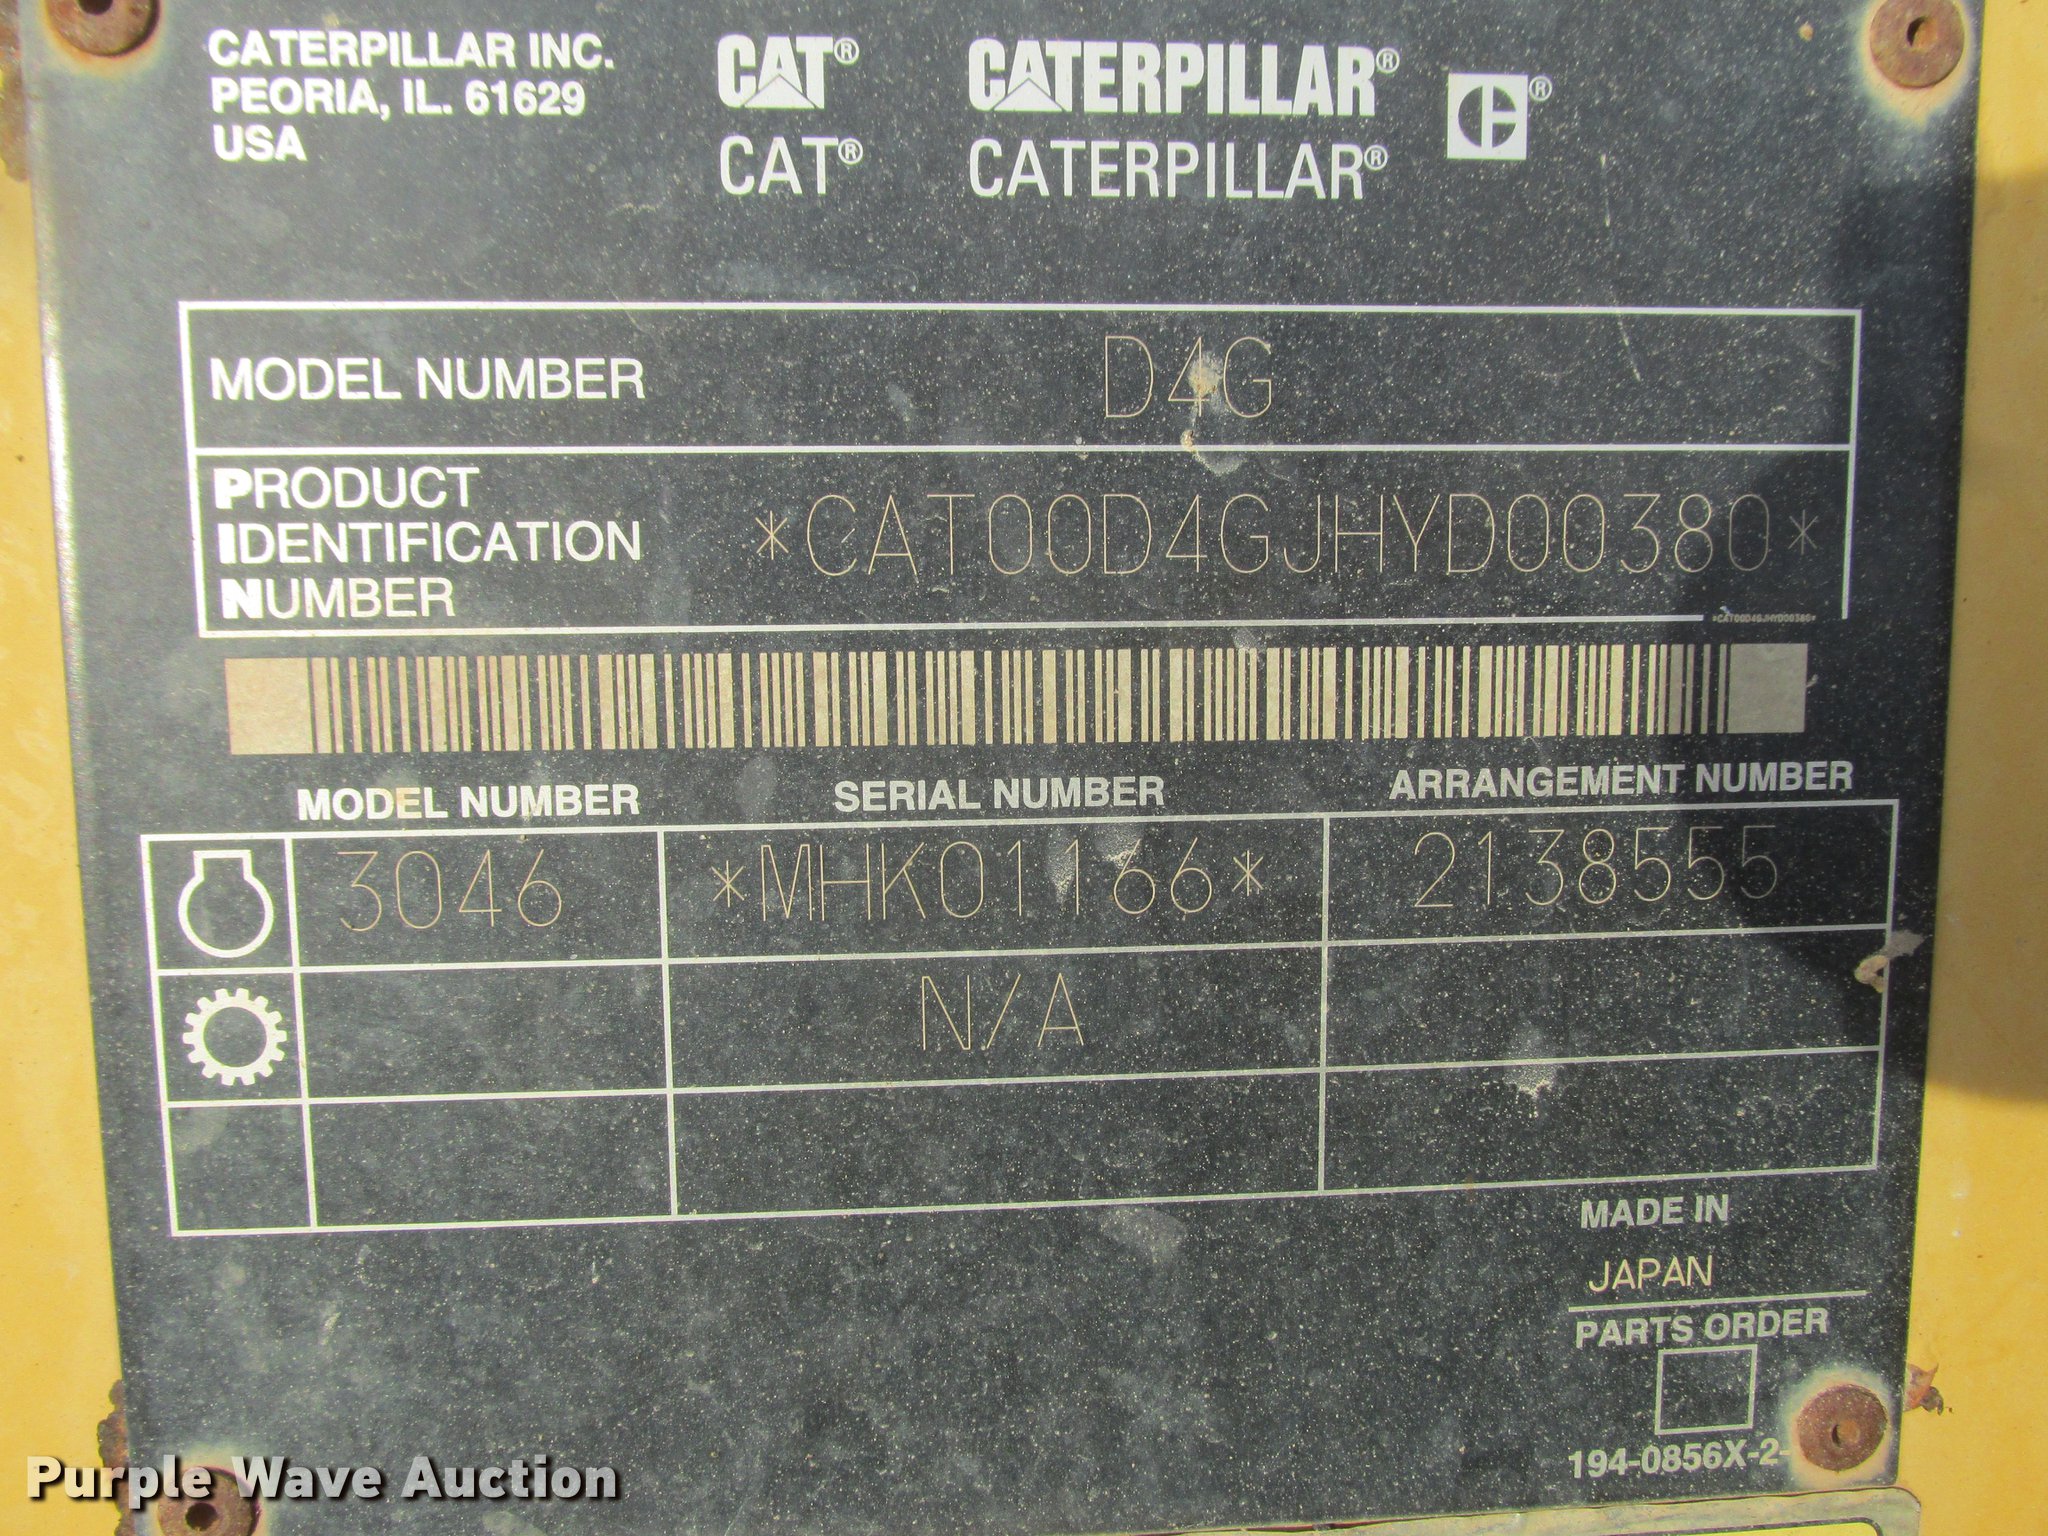 CATERPILLAR INC.
PEORIA, IL. 61629
USA
CAT® CATERPILLAR® ®
CAT® CATERPILLAR®
MODEL NUMBER D4G
PRODUCT
IDENTIFICATION
NUMBER
*CAT00D4GJHYD00380*
*CAT00D4GJHYD00380*
MODEL NUMBER SERIAL NUMBER ARRANGEMENT NUMBER
3046 *MHK01166* 2138555
N/A
MADE IN
JAPAN
PARTS ORDER
194-0856X-2-
Purple Wave Auction